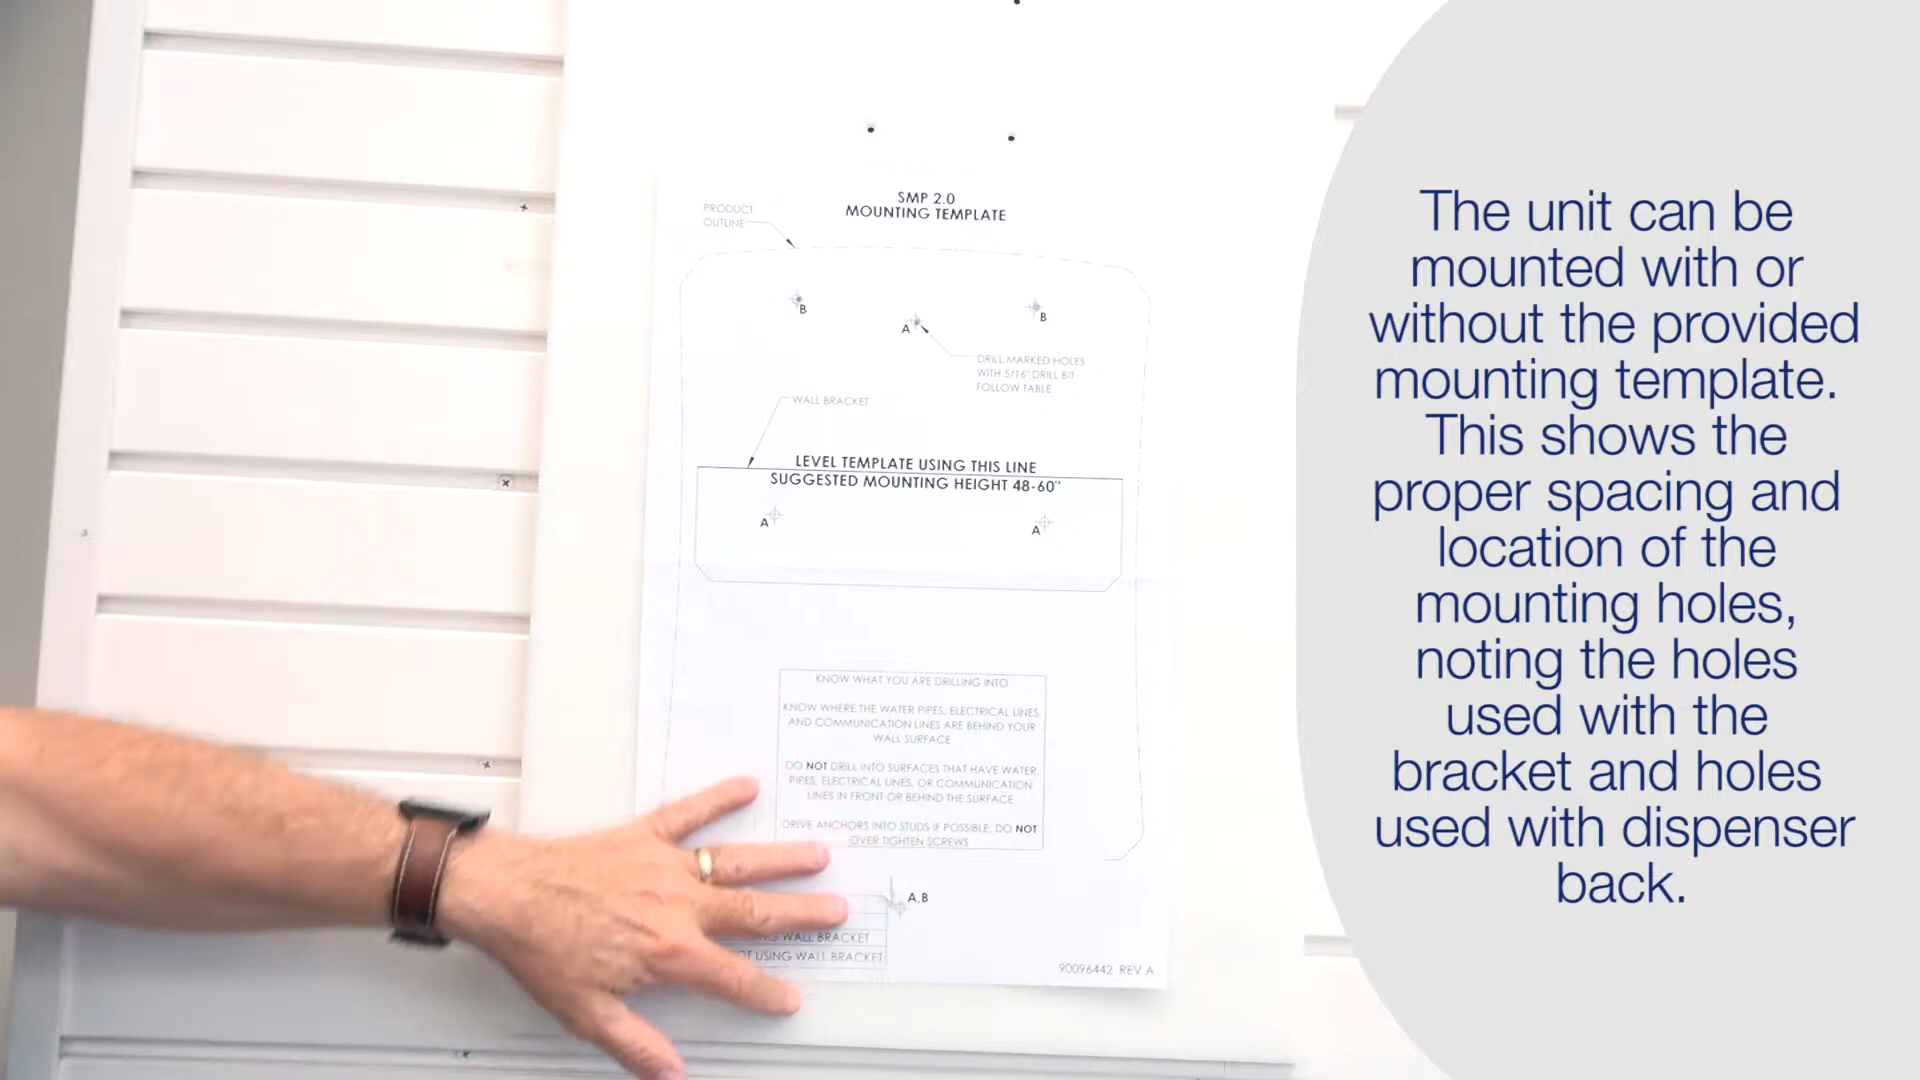 SMP 2.0
MOUNTING TEMPLATE
PRODUCT
OUTLINE
B
A
B
DRILL MARKED HOLES
WITH 5/16" DRILL BIT
FOLLOW TABLE
WALL BRACKET
LEVEL TEMPLATE USING THIS LINE
SUGGESTED MOUNTING HEIGHT 48-60"
A
A
KNOW WHAT YOU ARE DRILLING INTO
KNOW WHERE THE WATER PIPES, ELECTRICAL LINES,
AND COMMUNICATION LINES ARE BEHIND YOUR
WALL SURFACE
DO NOT DRILL INTO SURFACES THAT HAVE WATER
PIPES, ELECTRICAL LINES, OR COMMUNICATION
LINES IN FRONT OR BEHIND THE SURFACE
DRIVE ANCHORS INTO STUDS IF POSSIBLE, DO NOT
OVER TIGHTEN SCREWS
A,B
WALL BRACKET
USING WALL BRACKET
90096442 REV A
The unit can be
mounted with or
without the provided
mounting template.
This shows the
proper spacing and
location of the
mounting holes,
noting the holes
used with the
bracket and holes
used with dispenser
back.